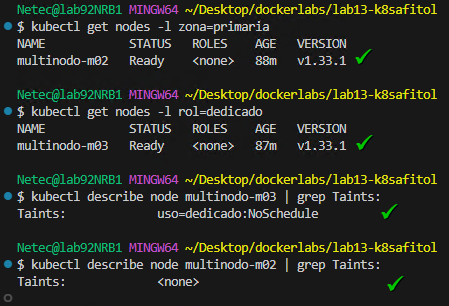 Netec@lab92NRB1 MINGW64 ~/Desktop/dockerlabs/lab13-k8safitol
$ kubectl get nodes -l zona=primaria
NAME           STATUS   ROLES    AGE   VERSION
multinodo-m02   Ready    <none>   88m   v1.33.1
Netec@lab92NRB1 MINGW64 ~/Desktop/dockerlabs/lab13-k8safitol
$ kubectl get nodes -l rol=dedicado
NAME           STATUS   ROLES    AGE   VERSION
multinodo-m03   Ready    <none>   87m   v1.33.1
Netec@lab92NRB1 MINGW64 ~/Desktop/dockerlabs/lab13-k8safitol
$ kubectl describe node multinodo-m03 | grep Taints:
Taints:             uso=dedicado:NoSchedule
Netec@lab92NRB1 MINGW64 ~/Desktop/dockerlabs/lab13-k8safitol
$ kubectl describe node multinodo-m02 | grep Taints:
Taints:             <none>